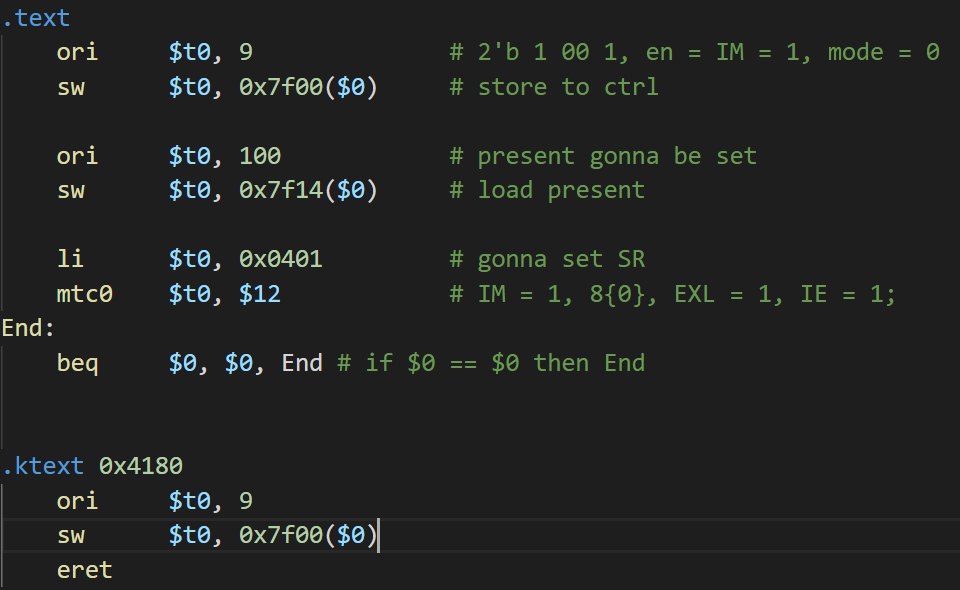 .text
ori $t0, 9 # 2'b 1 00 1, en = IM = 1, mode = 0
sw $t0, 0x7f00($0) # store to ctrl
ori $t0, 100 # present gonna be set
sw $t0, 0x7f14($0) # load present
li $t0, 0x0401 # gonna set SR
mtc0 $t0, $12 # IM = 1, 8{0}, EXL = 1, IE = 1;
End:
beq $0, $0, End # if $0 == $0 then End
.ktext 0x4180
ori $t0, 9
sw $t0, 0x7f00($0)
eret